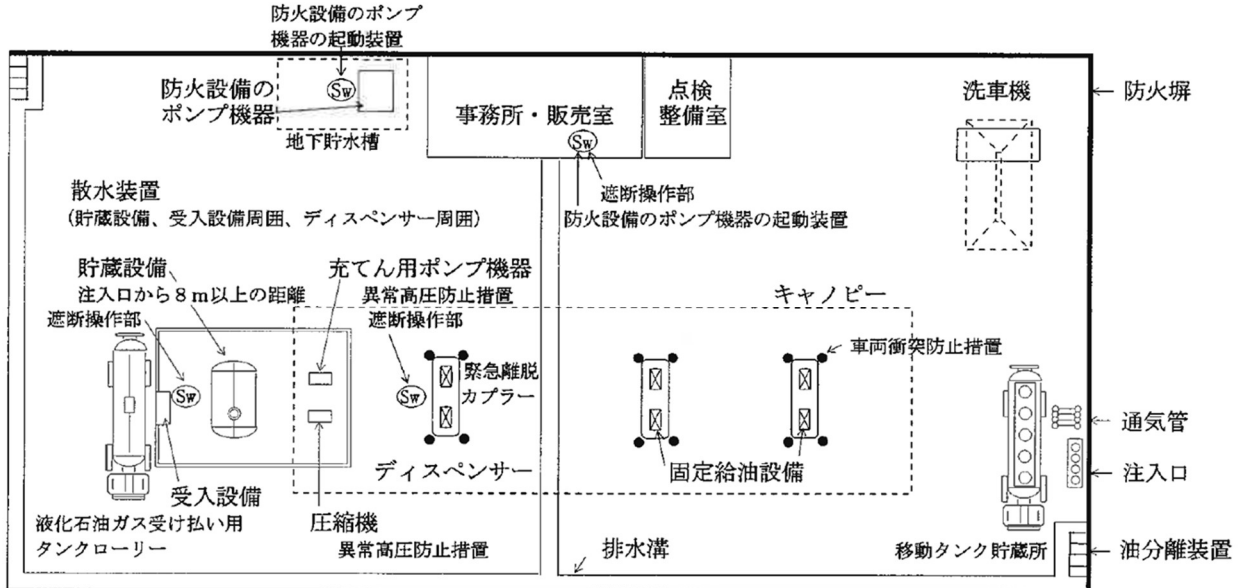 防火設備のポンプ
機器の起動装置
防火設備の
ポンプ機器
Sw
地下貯水槽
事務所・販売室
点検
整備室
洗車機
防火塀
Sw
遮断操作部
防火設備のポンプ機器の起動装置
散水装置
(貯蔵設備、受入設備周囲、ディスペンサー周囲)
貯蔵設備
注入口から8m以上の距離
遮断操作部
充てん用ポンプ機器
異常高圧防止措置
遮断操作部
キャノピー
車両衝突防止措置
Sw
Sw
緊急離脱
カプラー
通気管
ディスペンサー
固定給油設備
注入口
受入設備
液化石油ガス受け払い用
タンクローリー
圧縮機
異常高圧防止措置
排水溝
移動タンク貯蔵所
油分離装置